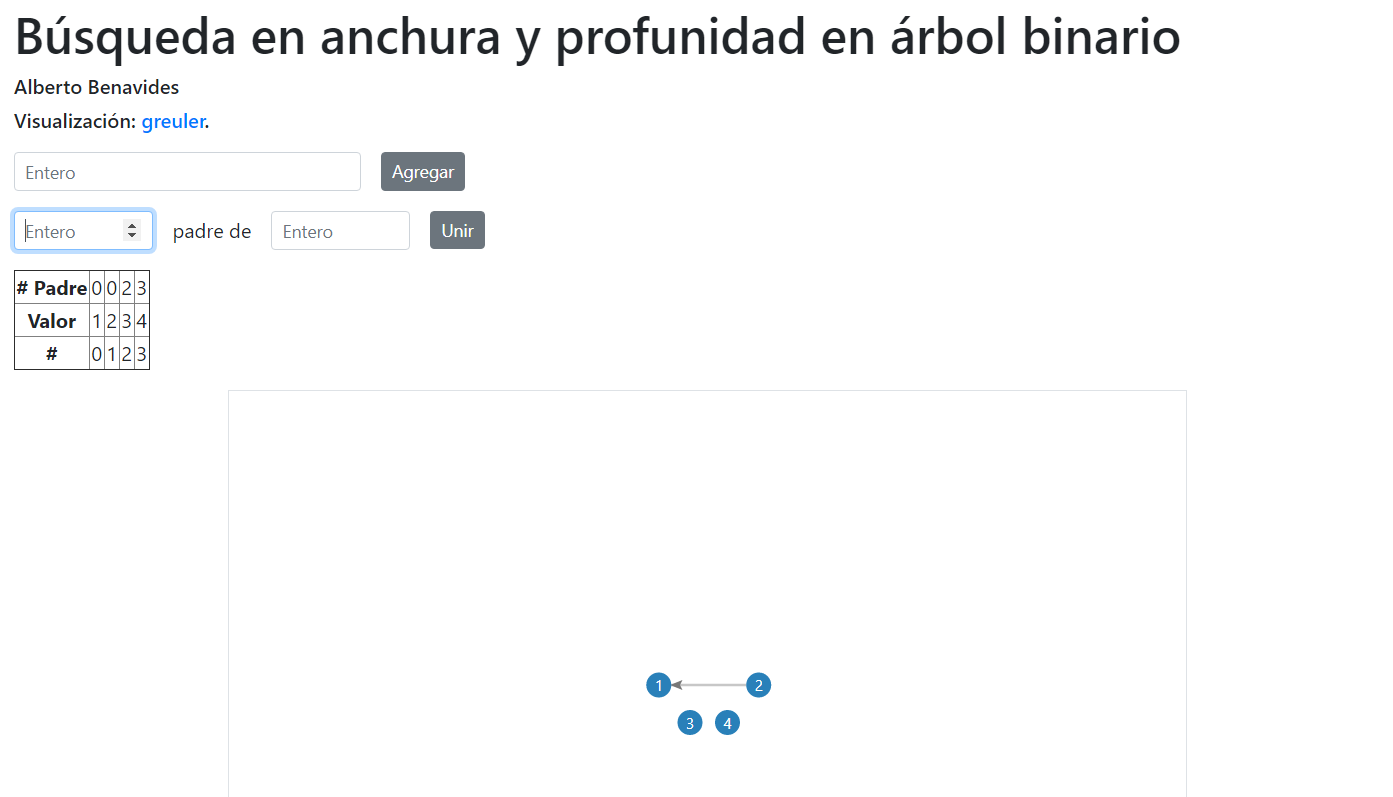 Búsqueda en anchura y profunidad en árbol binario
Alberto Benavides
Visualización: greuler.
Entero Agregar
Entero padre de Entero Unir
# Padre 0 0 2 3
Valor 1 2 3 4
# 0 1 2 3
1 2
3 4